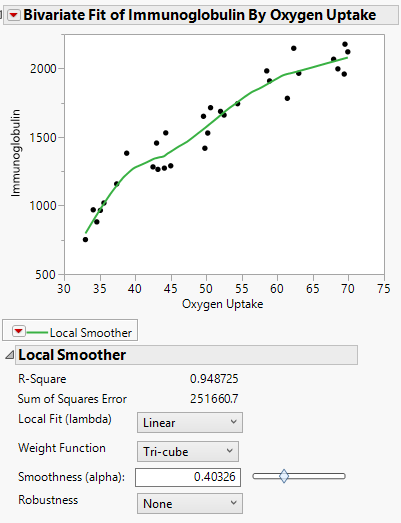 Bivariate Fit of Immunoglobulin By Oxygen Uptake
2000
1500
1000
500
Immunoglobulin
30 35 40 45 50 55 60 65 70 75
Oxygen Uptake
Local Smoother
Local Smoother
R-Square 0.948725
Sum of Squares Error 251660.7
Local Fit (lambda) Linear
Weight Function Tri-cube
Smoothness (alpha): 0.40326
Robustness None